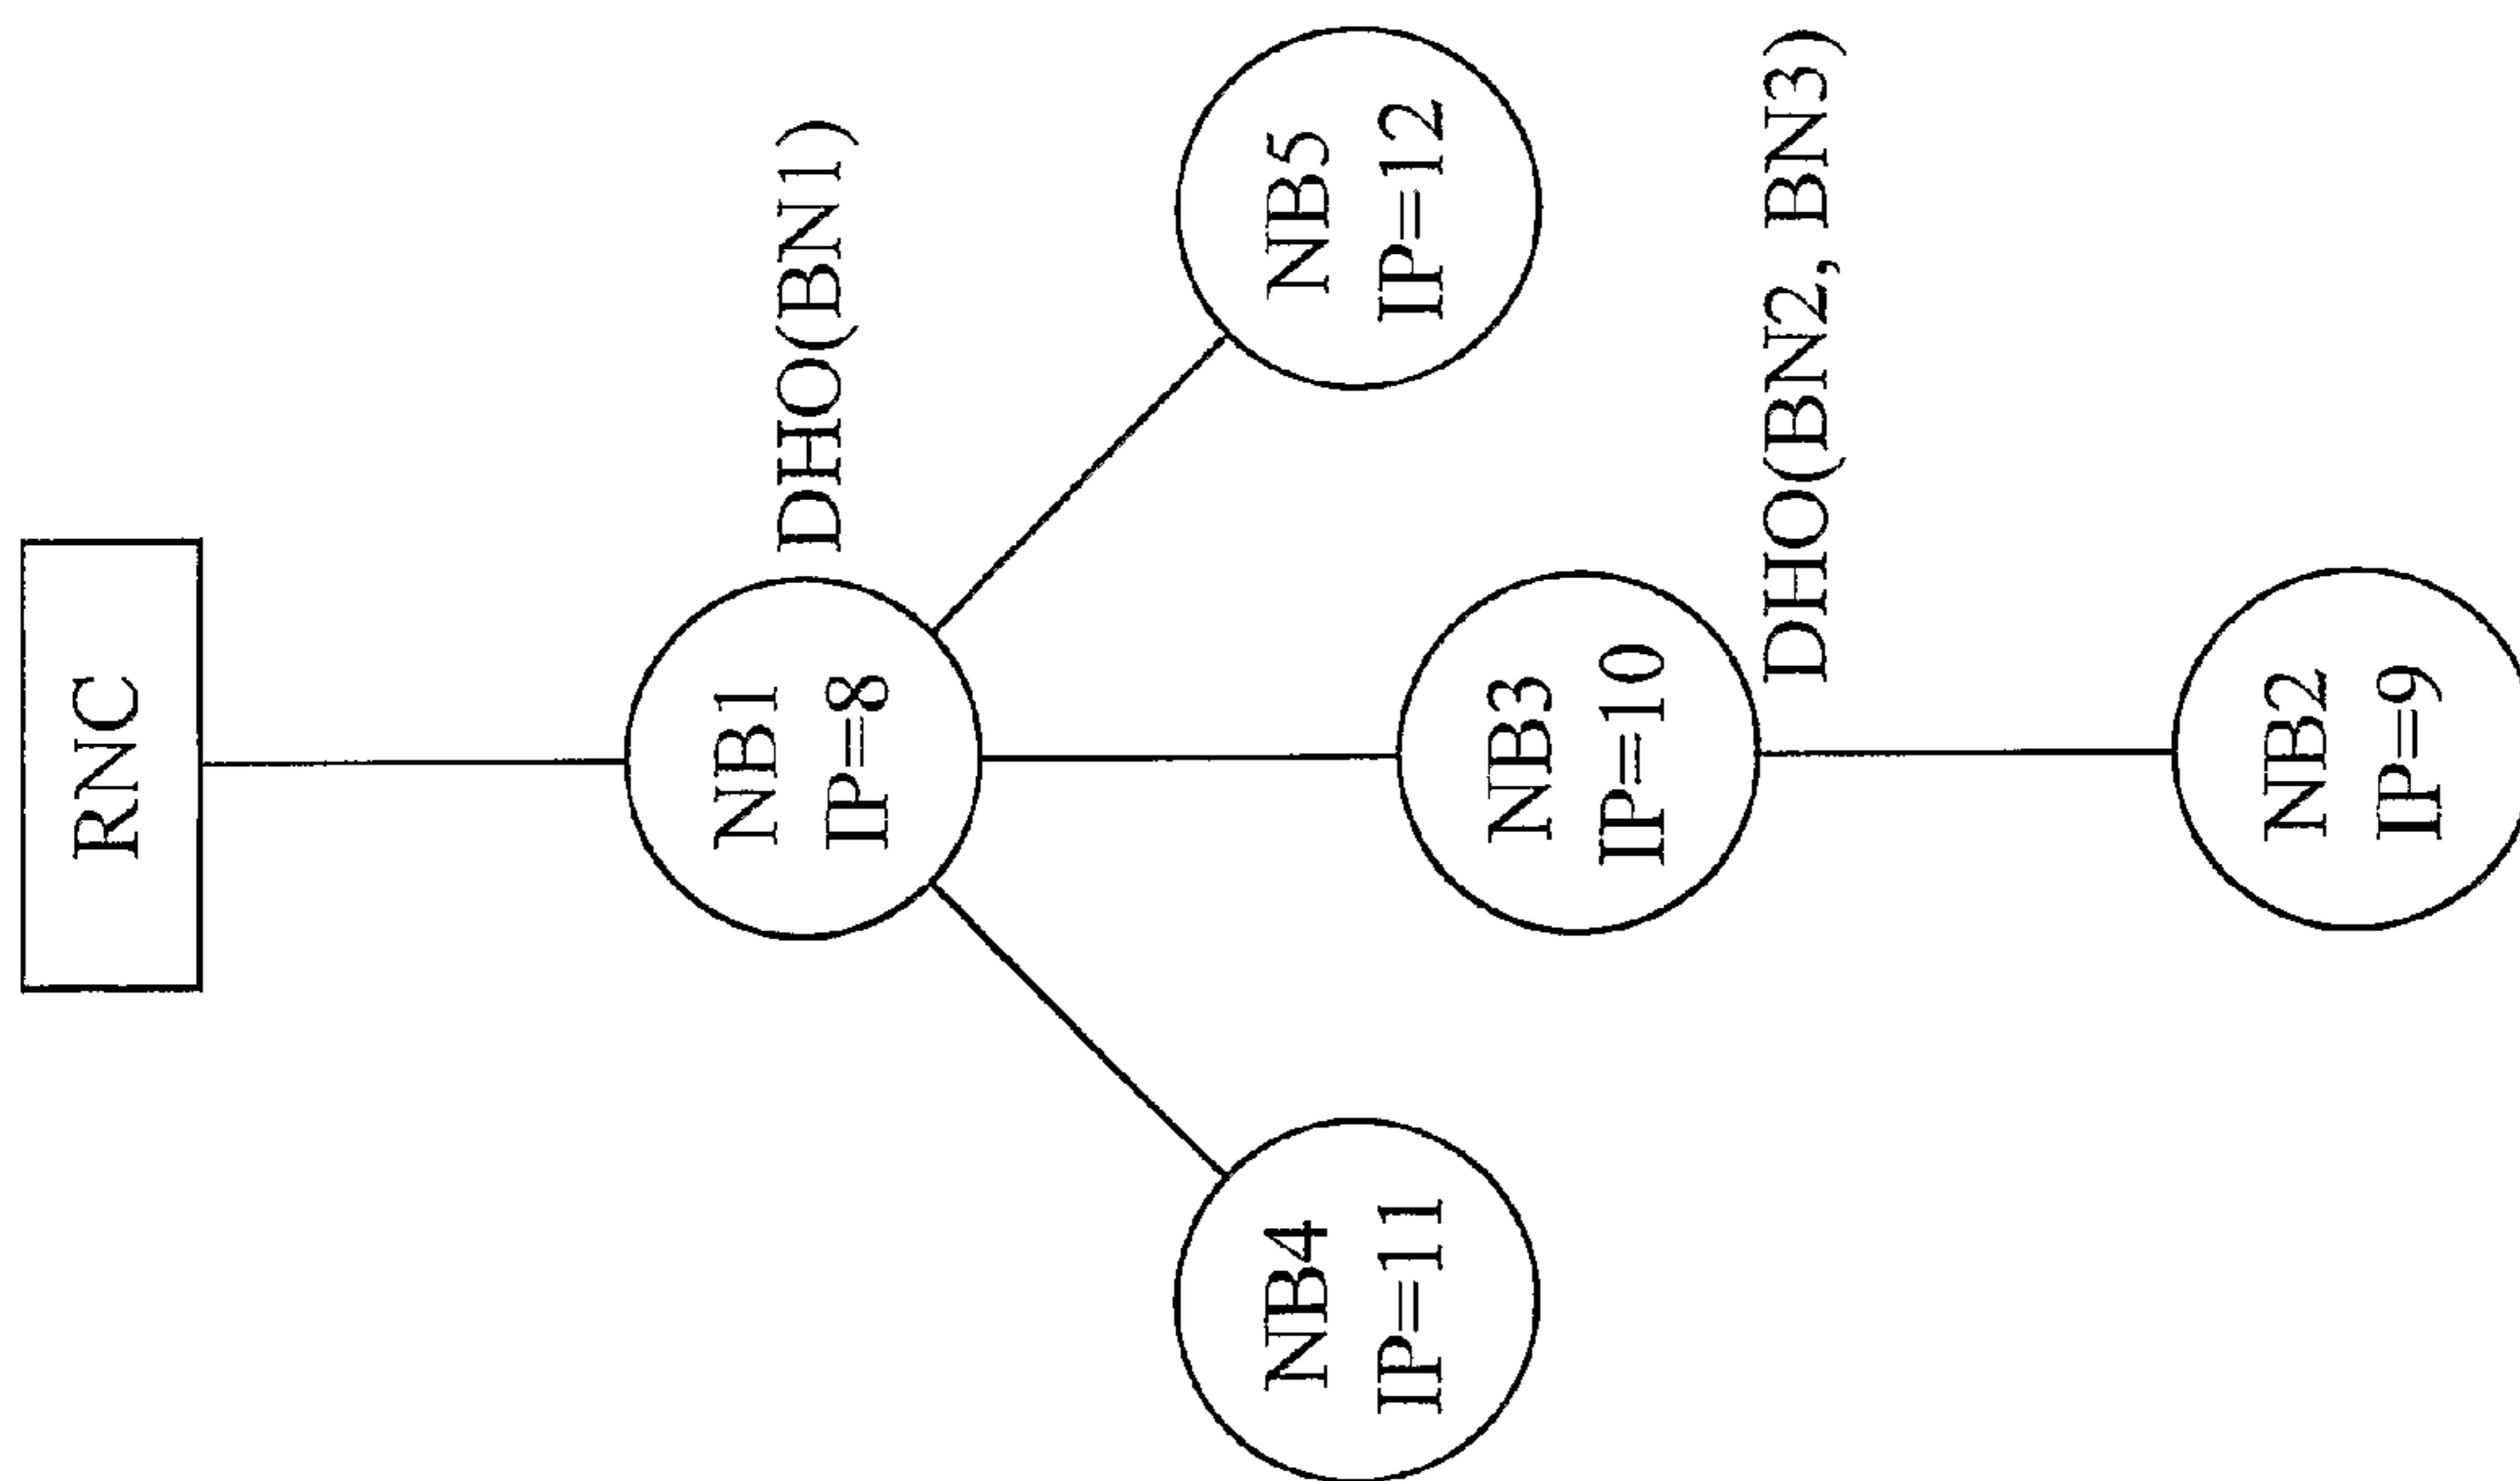 RNC
NB1
IP=8
DHO(BN1)
NB4
IP=11
NB5
IP=12
NB3
IP=10
DHO(BN2, BN3)
NB2
IP=9